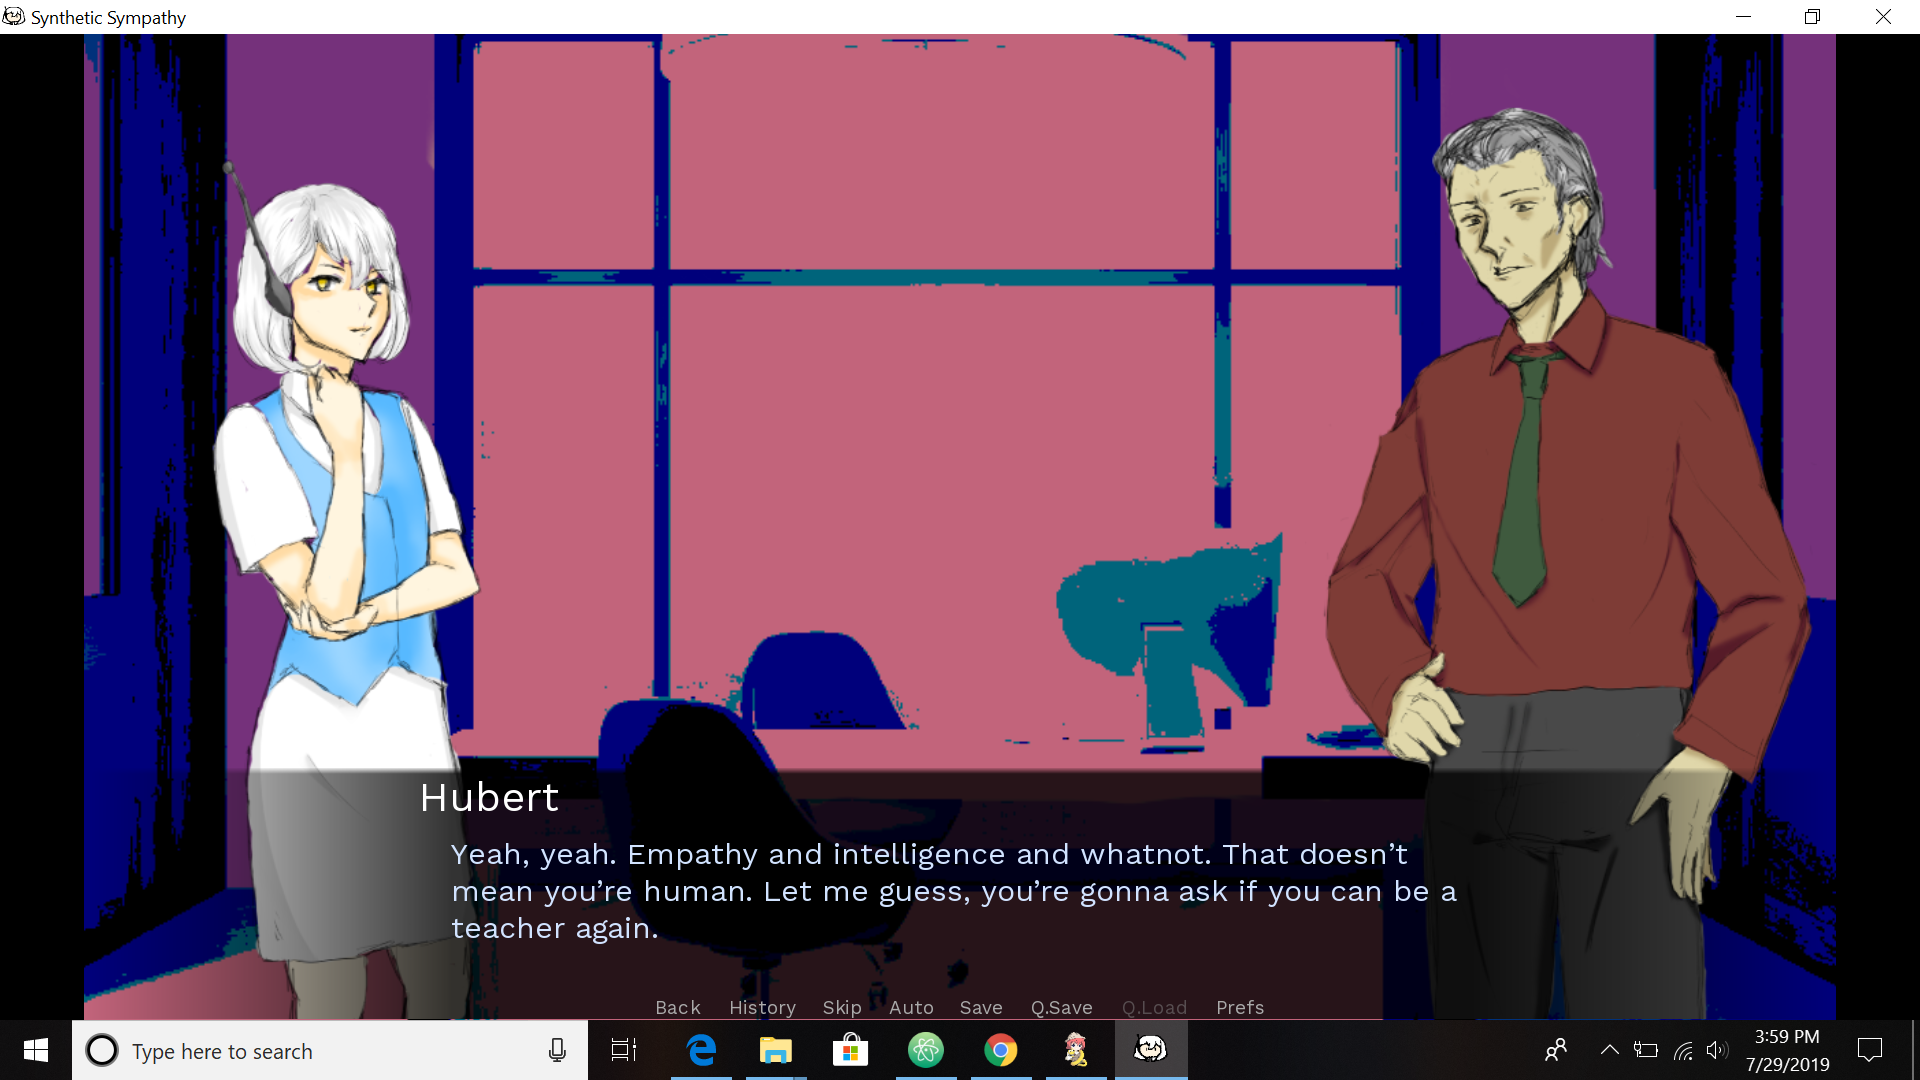 Synthetic Sympathy
Hubert
Yeah, yeah. Empathy and intelligence and whatnot. That doesn’t
mean you’re human. Let me guess, you’re gonna ask if you can be a
teacher again.
Back History Skip Auto Save Q.Save Q.Load Prefs
Type here to search
3:59 PM
7/29/2019